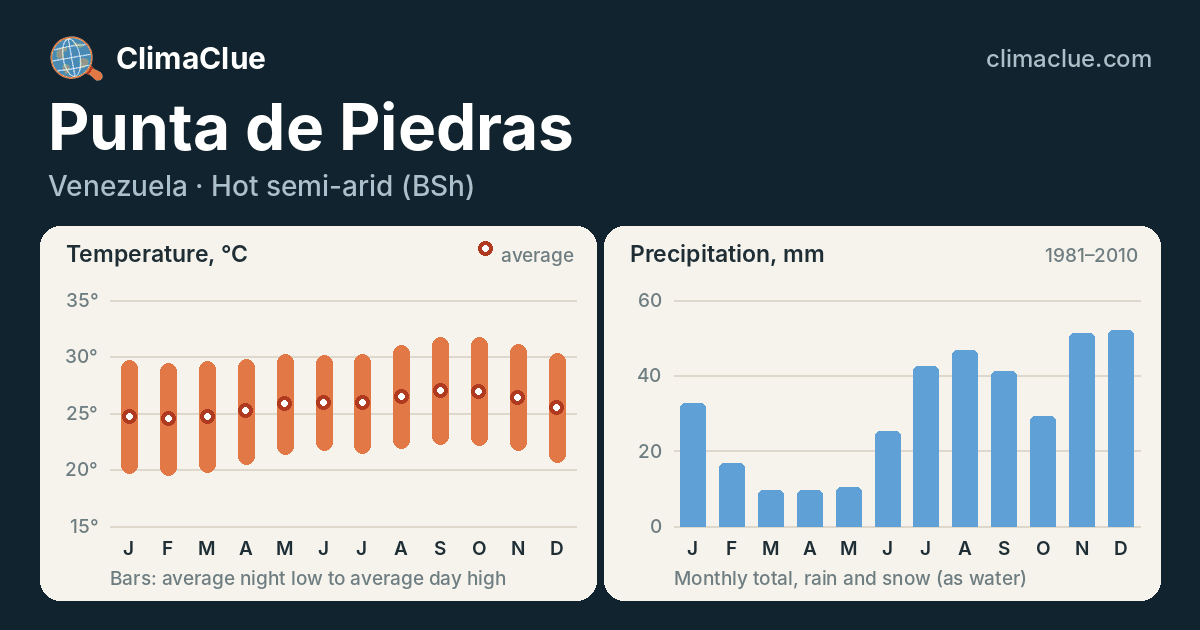 ClimaClue
climaclue.com
Punta de Piedras
Venezuela · Hot semi-arid (BSh)
Temperature, °C
average
35°
30°
25°
20°
15°
J F M A M J J A S O N D
Bars: average night low to average day high
Precipitation, mm
1981–2010
60
40
20
0
J F M A M J J A S O N D
Monthly total, rain and snow (as water)